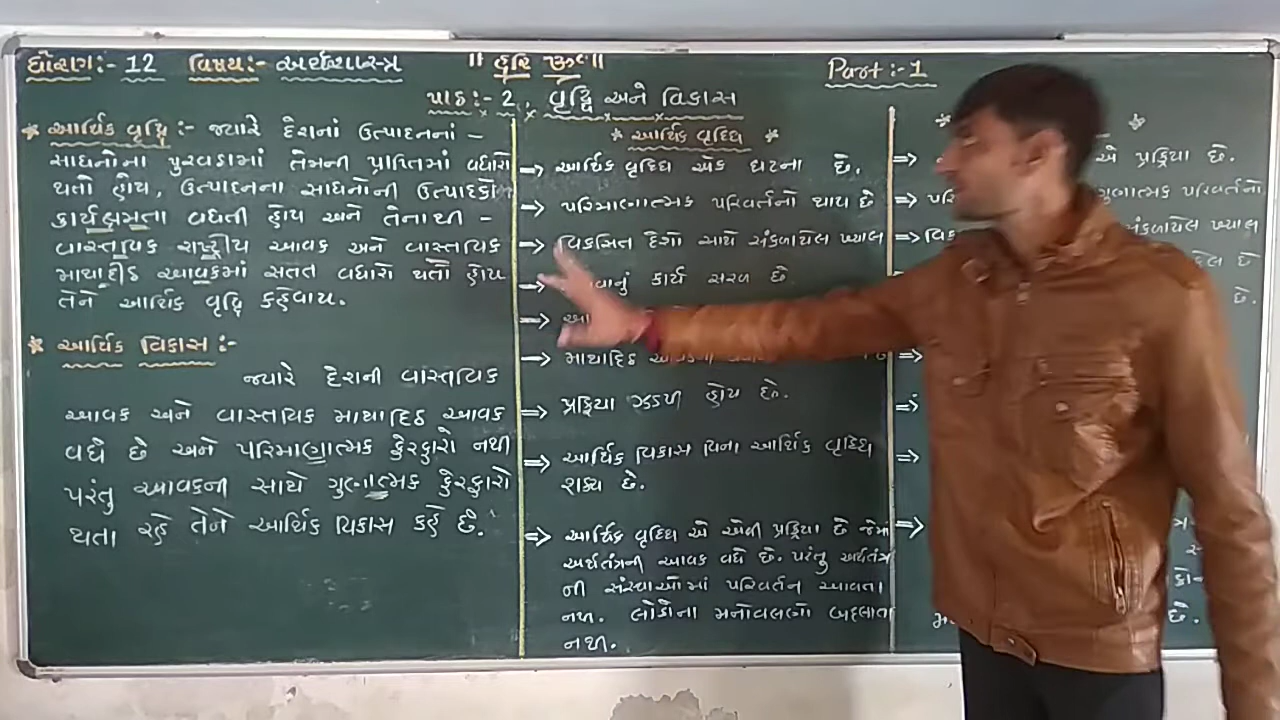 ધોરણ:- 12 વિષય:- અર્થશાસ્ત્ર
॥ હરિ ૐ ॥
Part:-1
પાઠ:- 2, વૃદ્ધિ અને વિકાસ
* આર્થિક વૃદ્ધિ :- જ્યારે દેશનાં ઉત્પાદનનાં -
સાધનોના પુરવઠામાં તેમની પ્રાપ્તિમાં વધારો
થતો હોય, ઉત્પાદનના સાધનોની ઉત્પાદકીય
કાર્યક્ષમતા વધતી હોય અને તેનાથી -
વાસ્તવિક રાષ્ટ્રીય આવક અને વાસ્તવિક
માથાદીઠ આવકમાં સતત વધારો થતો હોય
તેને આર્થિક વૃદ્ધિ કહેવાય.
* આર્થિક વિકાસ :-
જ્યારે દેશની વાસ્તવિક
આવક અને વાસ્તવિક માથાદિઠ આવક
વધે છે અને પરિમાણાત્મક ફેરફારો નથી
પરંતુ આવકની સાથે ગુણાત્મક ફેરફારો
થતા રહે તેને આર્થિક વિકાસ કહે છે.
* આર્થિક વૃદ્ધિ *
⇒ આર્થિક વૃદ્ધિ એક ઘટના છે.
⇒ પરિમાણાત્મક પરિવર્તનો થાય છે
⇒ વિકસિત દેશો સાથે સંકળાયેલ ખ્યાલ
⇒ કાર્ય સરળ છે
⇒
⇒ માથાદિઠ
⇒ પ્રક્રિયા ઝડપી હોય છે.
⇒ આર્થિક વિકાસ વિના આર્થિક વૃદ્ધિ
શક્ય છે.
⇒ આર્થિક વૃદ્ધિ એ એવી પ્રક્રિયા છે જેમાં
અર્થતંત્રની આવક વધે છે. પરંતુ અર્થતંત્ર
ની સંસ્થાઓમાં પરિવર્તન આવતા
નથી. લોકોના મનોવલણો બદલાતા
નથી.
* *
⇒ એ પ્રક્રિયા છે.
⇒ ગુણાત્મક પરિવર્તનો
⇒ સંકળાયેલ ખ્યાલ
છે
છે.
⇒
⇒
⇒
⇒
છે.